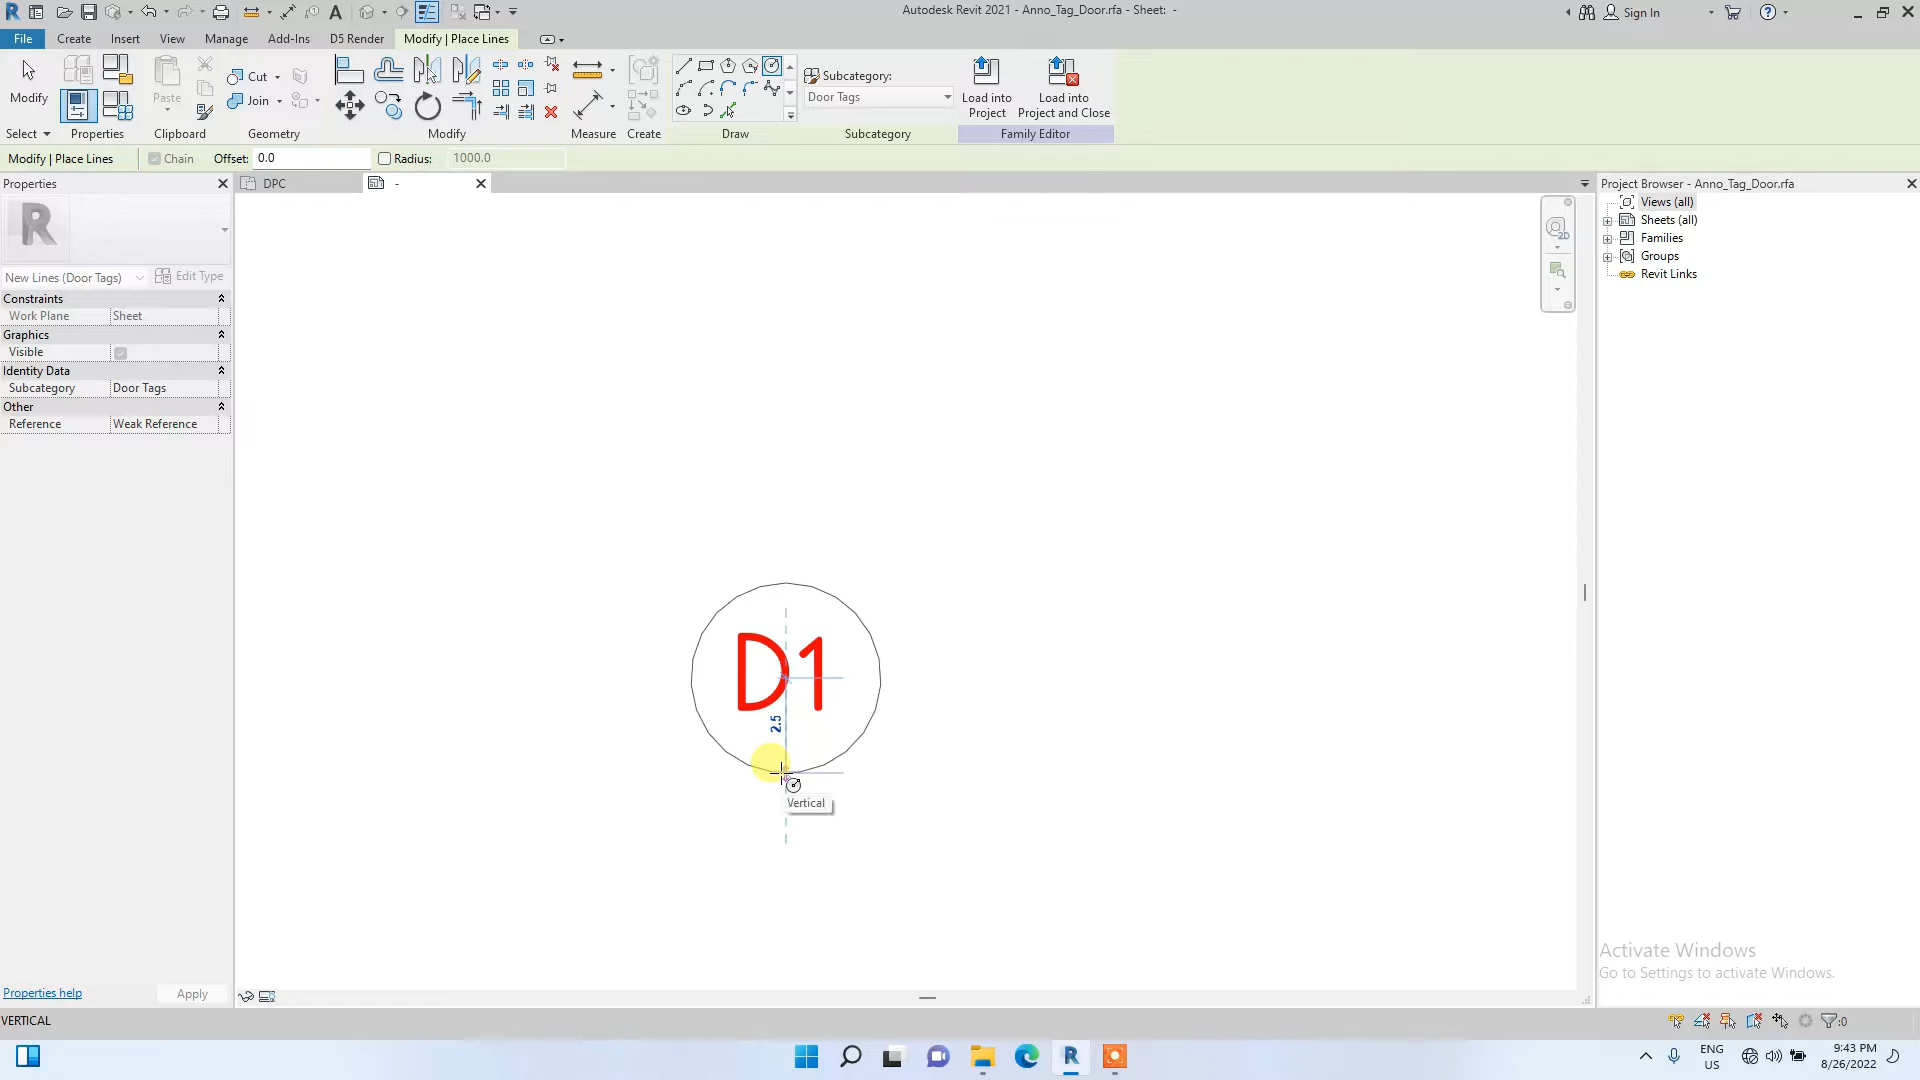 Autodesk Revit 2021 - Anno_Tag_Door.rfa - Sheet: -
Sign In
File
Create
Insert
View
Manage
Add-Ins
D5 Render
Modify | Place Lines
Modify
Paste
Cut
Join
Subcategory:
Door Tags
Load into
Project
Load into
Project and Close
Select
Properties
Clipboard
Geometry
Modify
Measure
Create
Draw
Subcategory
Family Editor
Modify | Place Lines
Chain
Offset:
0.0
Radius:
1000.0
Properties
DPC
-
Project Browser - Anno_Tag_Door.rfa
New Lines (Door Tags)
Edit Type
Constraints
Work Plane
Sheet
Graphics
Visible
Identity Data
Subcategory
Door Tags
Other
Reference
Weak Reference
Properties help
Apply
Views (all)
Sheets (all)
Families
Groups
Revit Links
2D
D1
2.5
Vertical
Activate Windows
Go to Settings to activate Windows.
VERTICAL
:0
ENG
US
9:43 PM
8/26/2022